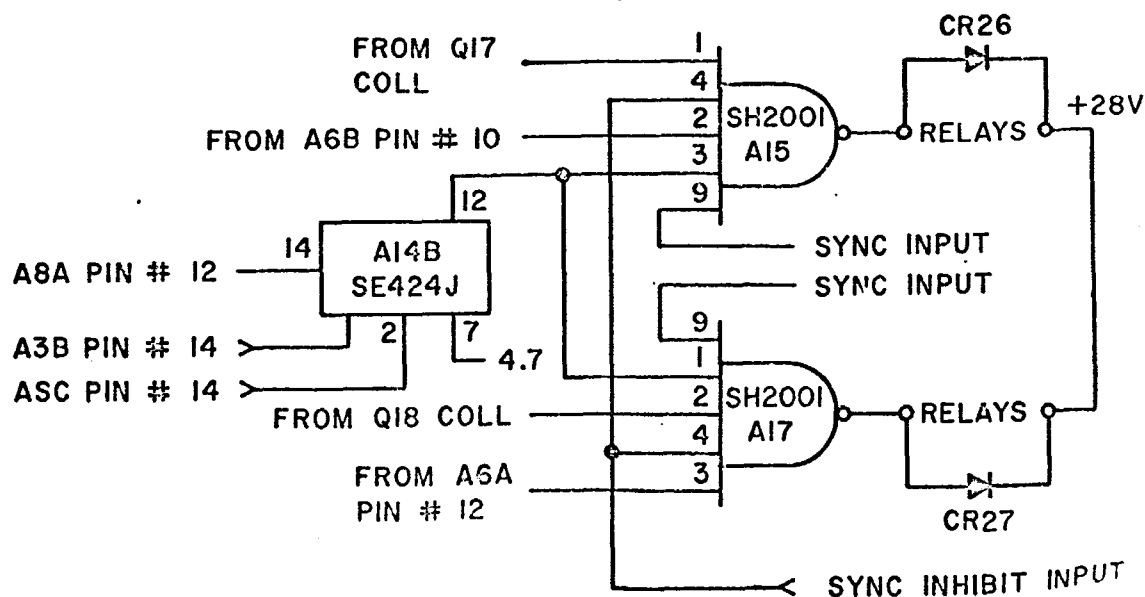 CR26
FROM Q17
COLL
1
4
+28V
FROM A6B PIN # 10
2
3
9
SH2001
A15
RELAYS
12
14
A14B
SE424J
A8A PIN # 12
SYNC INPUT
SYNC INPUT
2
7
A3B PIN # 14
4.7
ASC PIN # 14
9
1
2
4
3
SH2001
A17
RELAYS
FROM Q18 COLL
FROM A6A
PIN # 12
CR27
SYNC INHIBIT INPUT